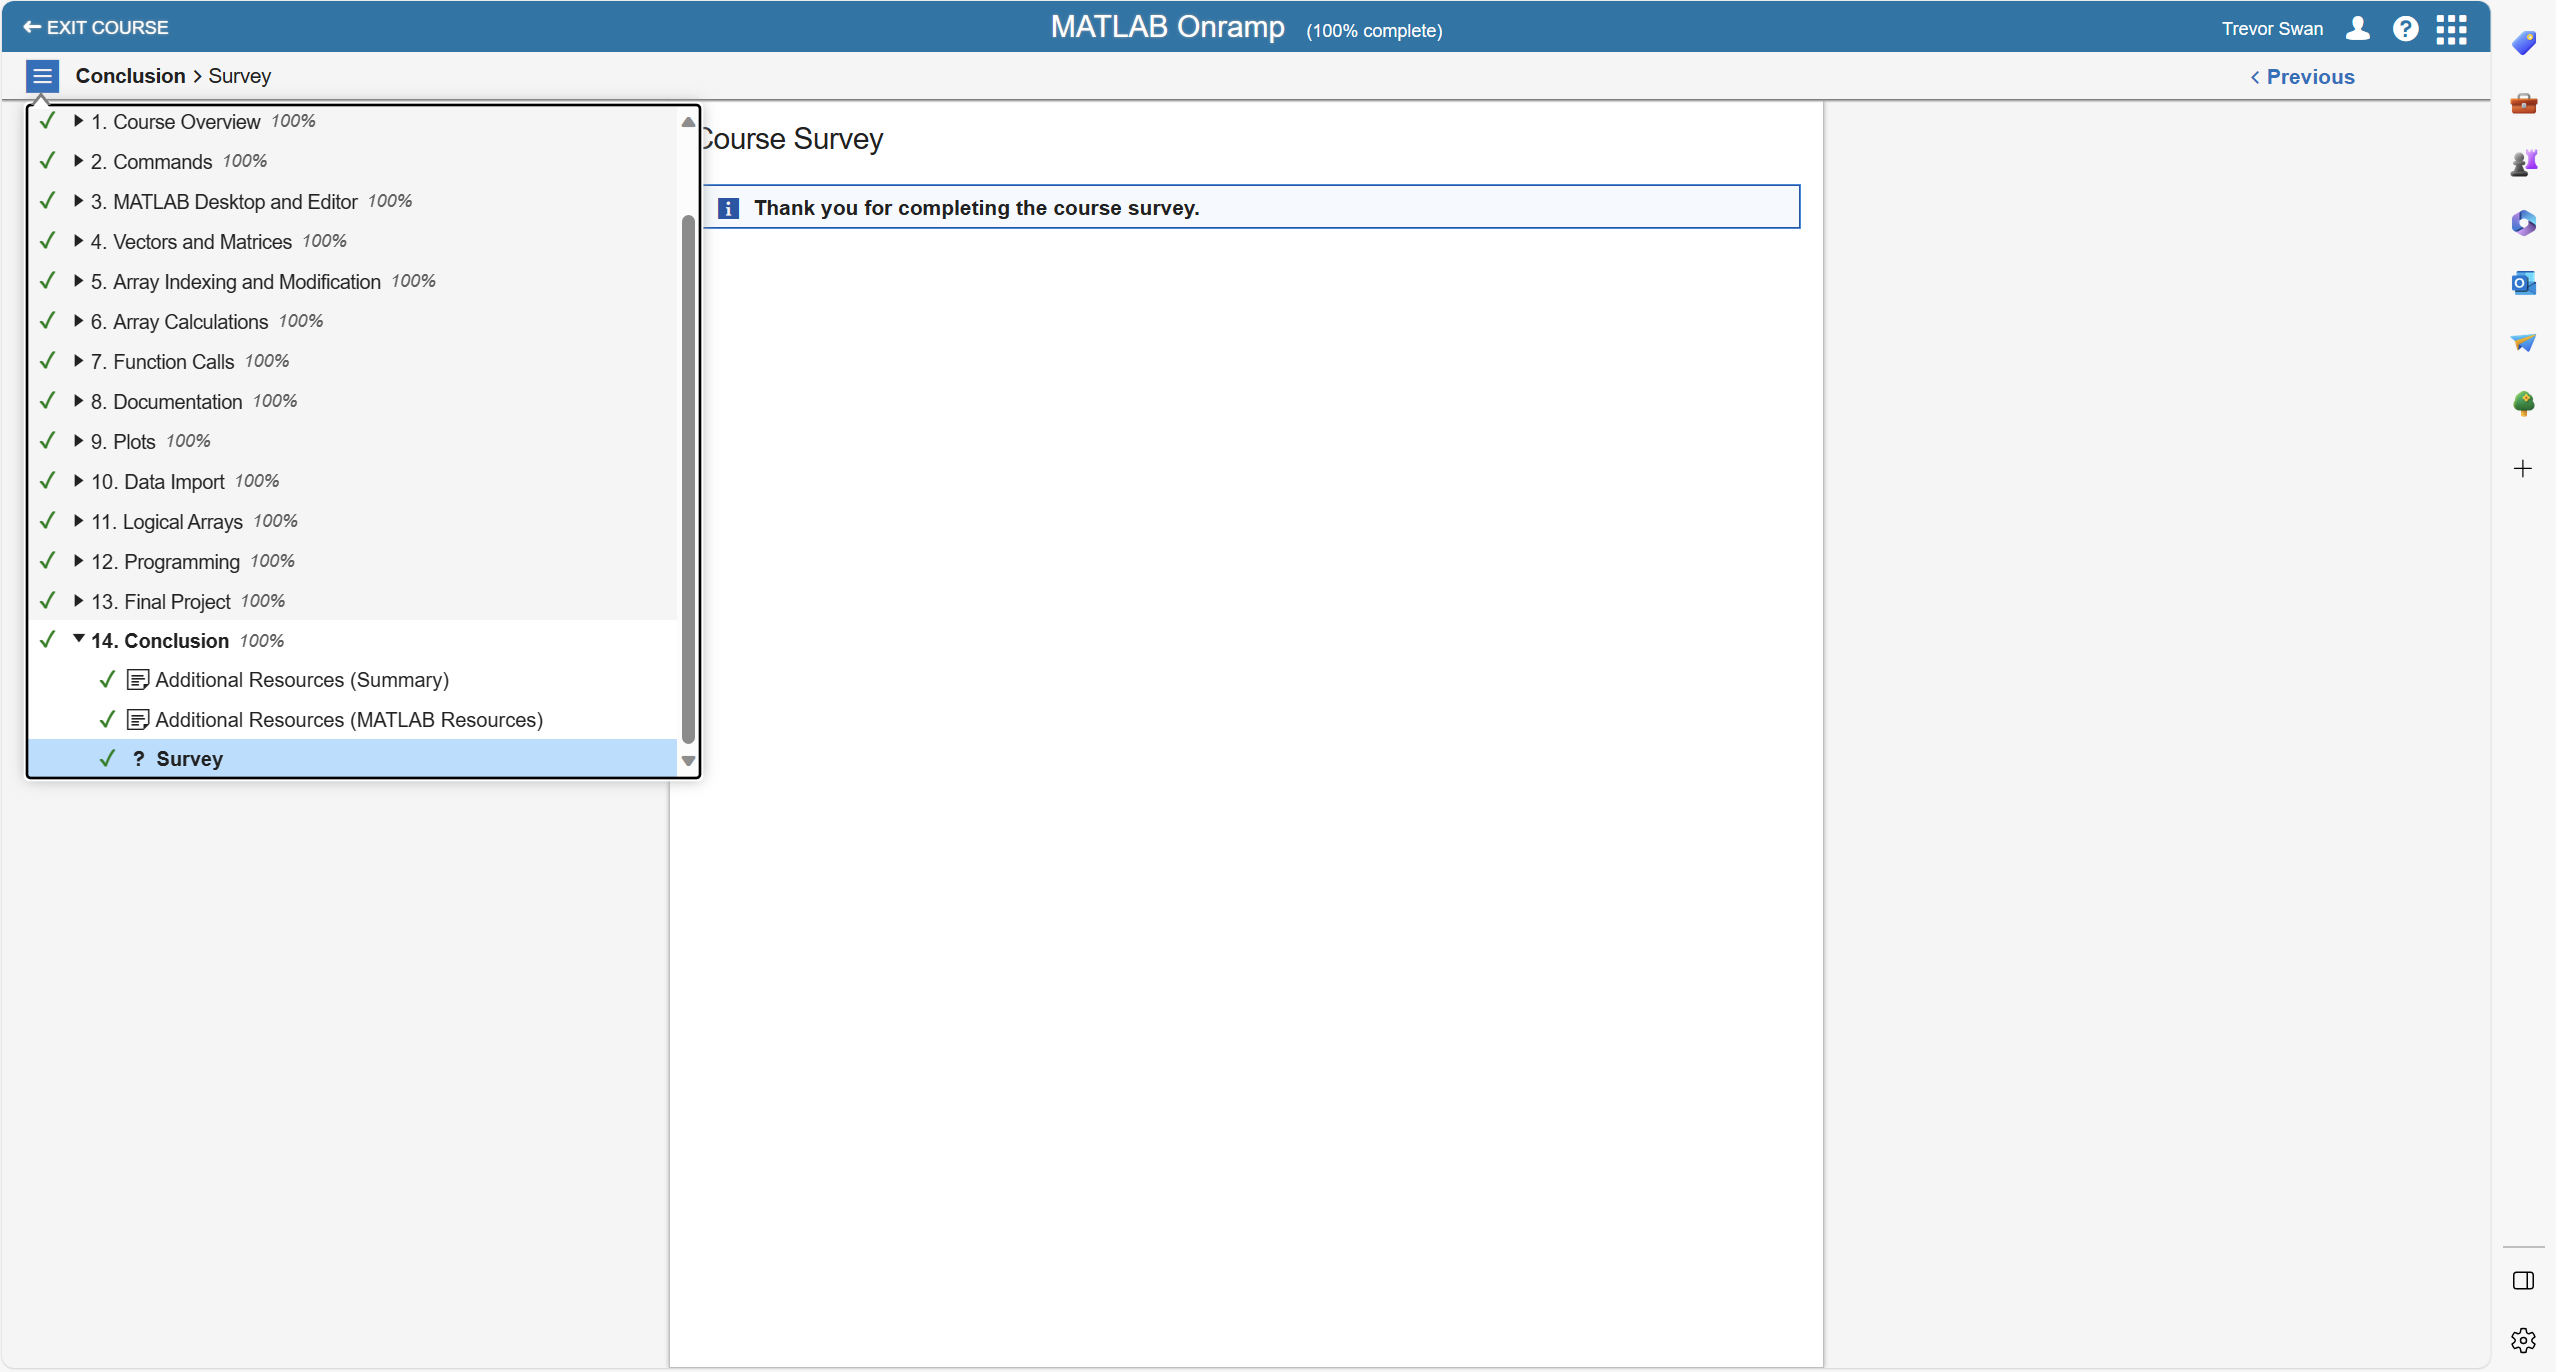 EXIT COURSE
MATLAB Onramp (100% complete)
Trevor Swan
Conclusion > Survey
< Previous
1. Course Overview 100%
2. Commands 100%
3. MATLAB Desktop and Editor 100%
4. Vectors and Matrices 100%
5. Array Indexing and Modification 100%
6. Array Calculations 100%
7. Function Calls 100%
8. Documentation 100%
9. Plots 100%
10. Data Import 100%
11. Logical Arrays 100%
12. Programming 100%
13. Final Project 100%
14. Conclusion 100%
Additional Resources (Summary)
Additional Resources (MATLAB Resources)
? Survey
Course Survey
Thank you for completing the course survey.